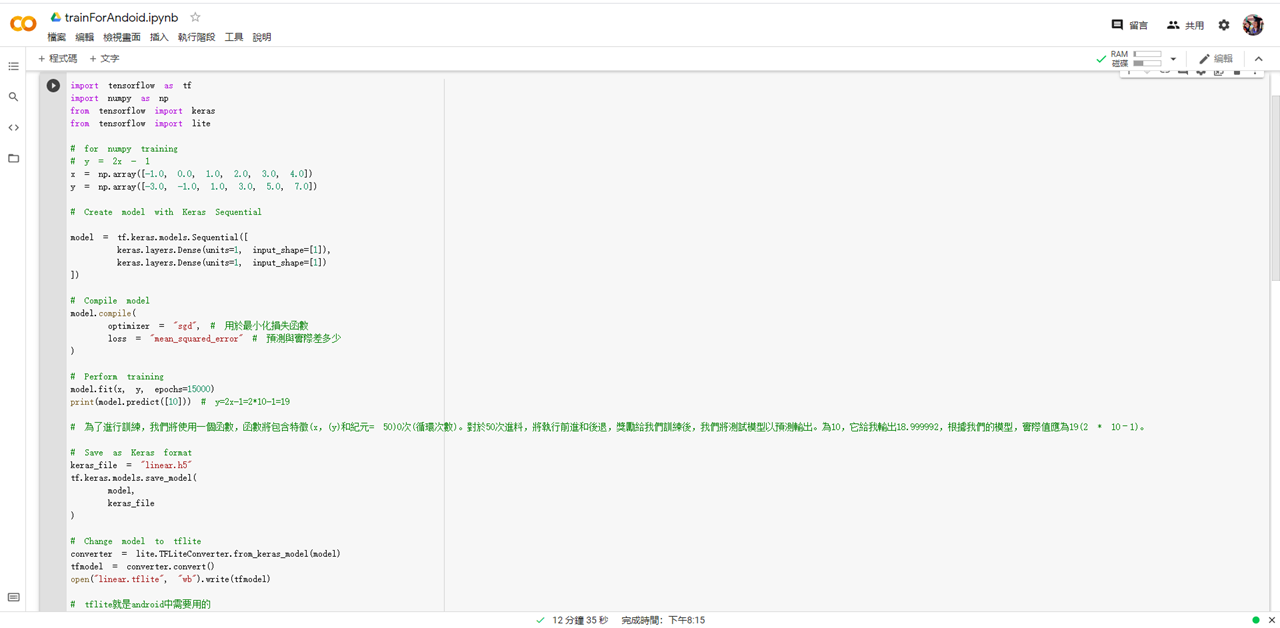 CO trainForAndoid.ipynb ☆
留言 共用
檔案 編輯 檢視畫面 插入 執行階段 工具 說明
+ 程式碼 + 文字
RAM
磁碟
編輯
import tensorflow as tf
import numpy as np
from tensorflow import keras
from tensorflow import lite
# for numpy training
# y = 2x - 1
x = np.array([-1.0, 0.0, 1.0, 2.0, 3.0, 4.0])
y = np.array([-3.0, -1.0, 1.0, 3.0, 5.0, 7.0])
# Create model with Keras Sequential
model = tf.keras.models.Sequential([
keras.layers.Dense(units=1, input_shape=[1]),
keras.layers.Dense(units=1, input_shape=[1])
])
# Compile model
model.compile(
optimizer = "sgd", # 用於最小化損失函數
loss = "mean_squared_error" # 預測與實際差多少
)
# Perform training
model.fit(x, y, epochs=15000)
print(model.predict([10])) # y=2x-1=2*10-1=19
# 為了進行訓練，我們將使用一個函數，函數將包含特徵(x, (y)和紀元= 50)0次(循環次數)。對於50次進料，將執行前進和後退，獎勵給我們訓練後，我們將測試模型以預測輸出。為10，它給我輸出18.999992，根據我們的模型，實際值應為19(2 * 10－1)。
# Save as Keras format
keras_file = "linear.h5"
tf.keras.models.save_model(
model,
keras_file
)
# Change model to tflite
converter = lite.TFLiteConverter.from_keras_model(model)
tfmodel = converter.convert()
open("linear.tflite", "wb").write(tfmodel)
# tflite就是android中需要用的
12 分鐘 35 秒 完成時間：下午8:15